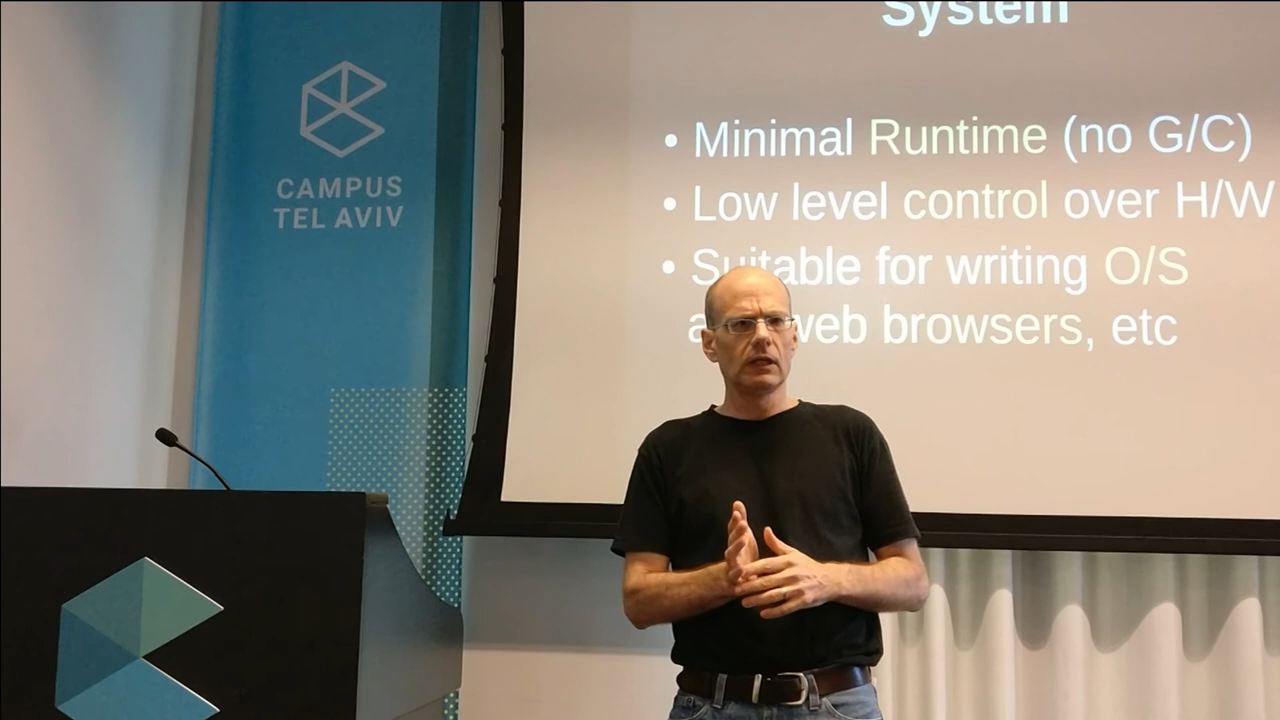 CAMPUS
TEL AVIV
System
• Minimal Runtime (no G/C)
• Low level control over H/W
• Suitable for writing O/S
web browsers, etc